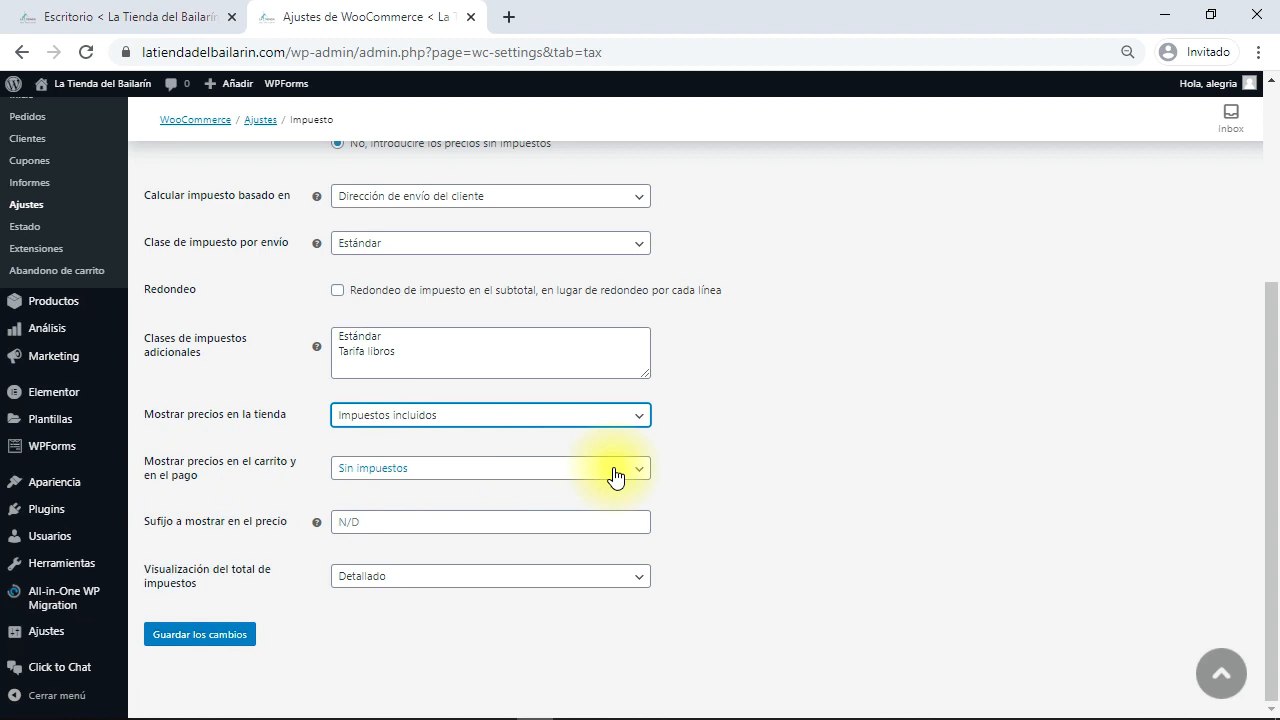 Escritorio < La Tienda del Bailarín
Ajustes de WooCommerce < La T
latiendadelbailarin.com/wp-admin/admin.php?page=wc-settings&tab=tax
Invitado
La Tienda del Bailarín
0
Añadir
WPForms
Hola, alegria
WooCommerce / Ajustes / Impuesto
Inbox
Pedidos
Clientes
Cupones
Informes
Ajustes
Estado
Extensiones
Abandono de carrito
Productos
Análisis
Marketing
Elementor
Plantillas
WPForms
Apariencia
Plugins
Usuarios
Herramientas
All-in-One WP
Migration
Ajustes
Click to Chat
Cerrar menú
No, introduciré los precios sin impuestos
Calcular impuesto basado en
Dirección de envío del cliente
Clase de impuesto por envío
Estándar
Redondeo
Redondeo de impuesto en el subtotal, en lugar de redondeo por cada línea
Clases de impuestos
adicionales
Estándar
Tarifa libros
Mostrar precios en la tienda
Impuestos incluidos
Mostrar precios en el carrito y
en el pago
Sin impuestos
Sufijo a mostrar en el precio
N/D
Visualización del total de
impuestos
Detallado
Guardar los cambios